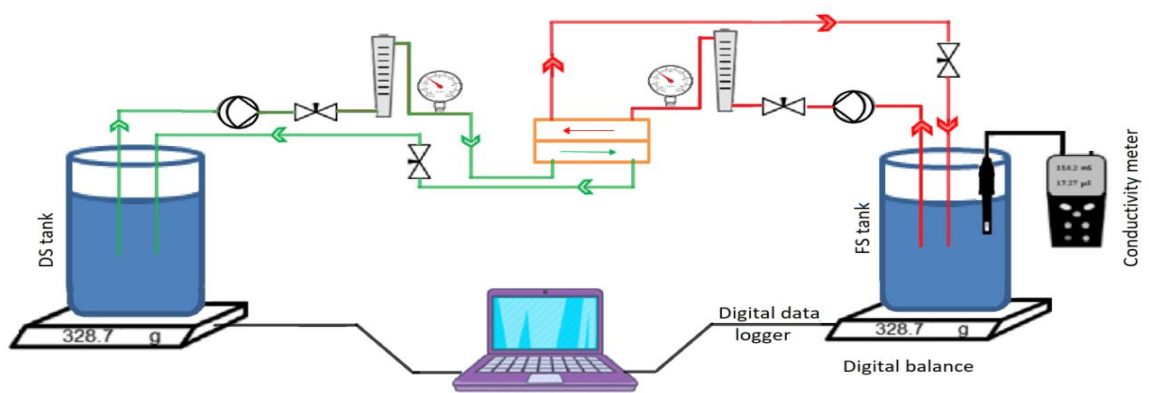 DS tank
328.7 g
Digital data
logger
FS tank
328.7 g
Digital balance
Conductivity meter